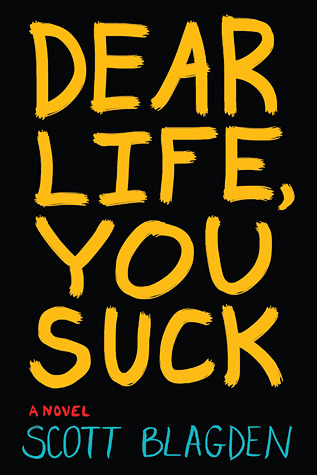 DEAR
LIFE,
YOU
SUCK
A NOVEL
SCOTT BLAGDEN